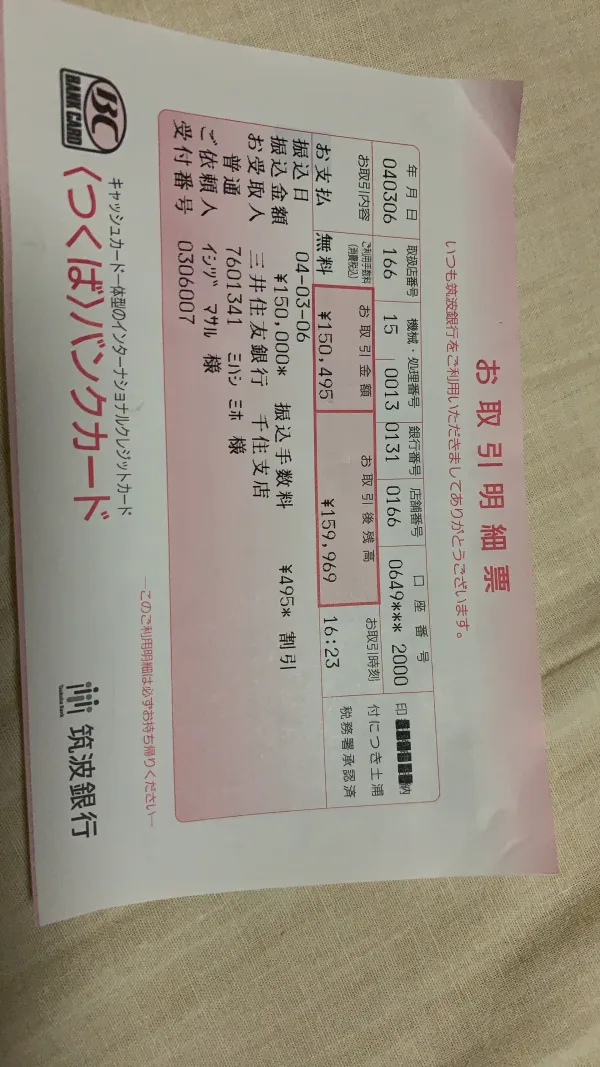 お取引明細票
いつも筑波銀行をご利用いただきましてありがとうございます。
年月日 取扱店番号 機械・処理番号 銀行番号 店舗番号 口座番号
040306 166 15 0013 0131 0166 0649*** 2000
お取引内容 ご利用手数料(消費税込) お取引金額 お取引後残高 お取引時刻
お支払 無料 ¥150,495 ¥159,969 16:23
印 納
付につき土浦
税務署承認済
振込日 04-03-06
振込金額 ¥150,000* 振込手数料 ¥495* 割引
お受取人 三井住友銀行 千住支店
普通 7601341 ミハシ ミホ 様
ご依頼人 イシヅ マサル 様
受付番号 0306007
―このご利用明細は必ずお持ち帰りください―
BC
BANK CARD
キャッシュカード一体型のインターナショナルクレジットカード
〈つくば〉バンクカード
Tsukuba Bank
筑波銀行